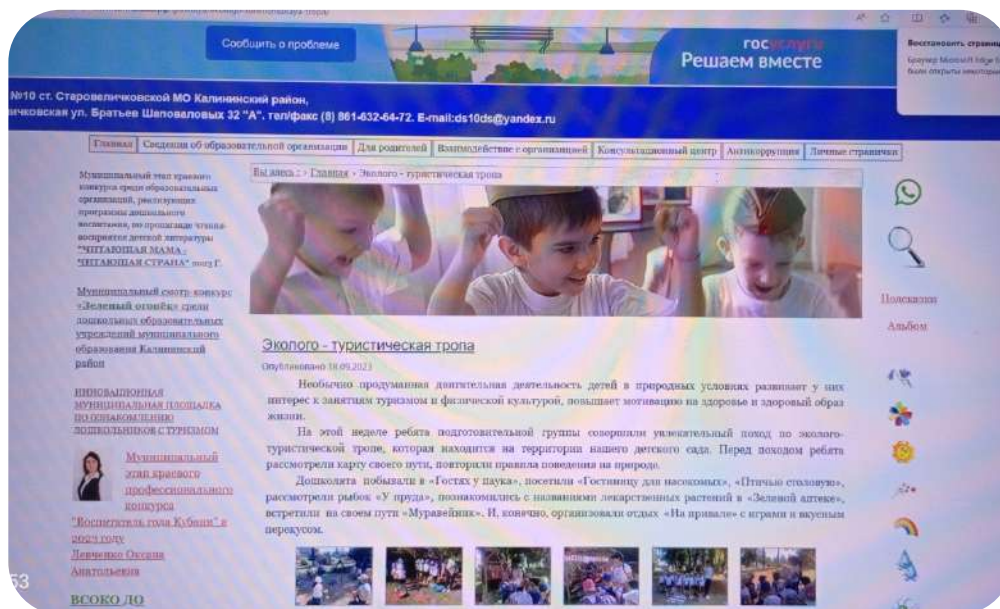 Сообщить о проблеме
госуслуги
Решаем вместе
Восстановить страницы
Браузер Microsoft Edge
были открыты некоторые
№10 ст. Старовеличковской МО Калининский район,
ичковская ул. Братьев Шаповаловых 32 "А". тел/факс (8) 861-632-64-72. E-mail:ds10ds@yandex.ru
Главная
Сведения об образовательной организации
Для родителей
Взаимодействие с организацией
Консультационный центр
Антикоррупция
Личные странички
Муниципальный этап краевого
конкурса среди образовательных
организаций, реализующих
программы дошкольного
воспитания, по пропаганде чтения-
восприятия детской литературы
"ЧИТАЮЩАЯ МАМА -
ЧИТАЮЩАЯ СТРАНА" 2023 Г.
Муниципальный смотр-конкурс
«Зеленый огонёк» среди
дошкольных образовательных
учреждений муниципального
образования Калининский
район
ИННОВАЦИОННАЯ
МУНИЦИПАЛЬНАЯ ПЛОЩАДКА
ПО ОЗНАКОМЛЕНИЮ
ДОШКОЛЬНИКОВ С ТУРИЗМОМ
Муниципальный
этап краевого
профессионального
конкурса
"Воспитатель года Кубани" в
2023 году
Левченко Оксана
Анатольевна
53
ВСОКО ДО
Вы здесь: > Главная > Эколого - туристическая тропа
Эколого - туристическая тропа
Опубликовано 18.09.2023
Необычно продуманная двигательная деятельность детей в природных условиях развивает у них
интерес к занятиям туризмом и физической культурой, повышает мотивацию на здоровье и здоровый образ
жизни.
На этой неделе ребята подготовительной группы совершили увлекательный поход по эколого-
туристической тропе, которая находится на территории нашего детского сада. Перед походом ребята
рассмотрели карту своего пути, повторили правила поведения на природе.
Дошколята побывали в «Гостях у паука», посетили «Гостиницу для насекомых», «Птичью столовую»,
рассмотрели рыбок «У пруда», познакомились с названиями лекарственных растений в «Зеленой аптеке»,
встретили на своем пути «Муравейник». И, конечно, организовали отдых «На привале» с играми и вкусным
перекусом.
Подсказки
Альбом